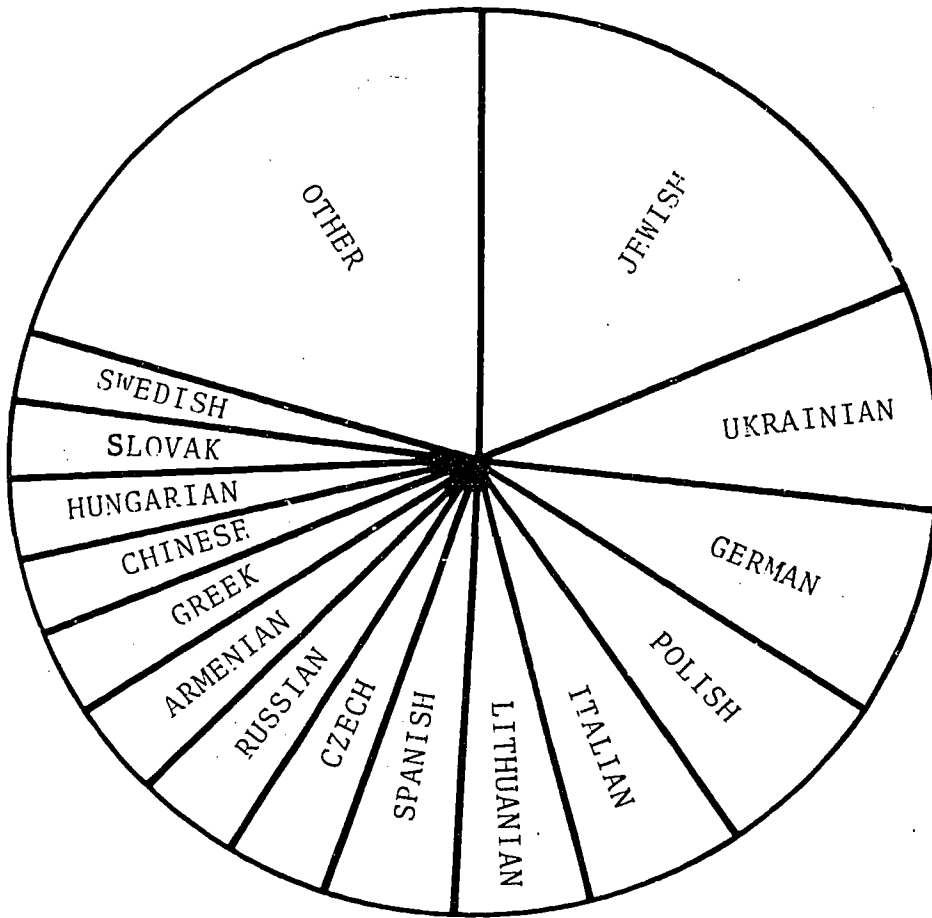 JEWISH
UKRAINIAN
GERMAN
POLISH
ITALIAN
LITHUANIAN
SPANISH
CZECH
RUSSIAN
ARMENIAN
GREEK
CHINESE
HUNGARIAN
SLOVAK
SWEDISH
OTHER